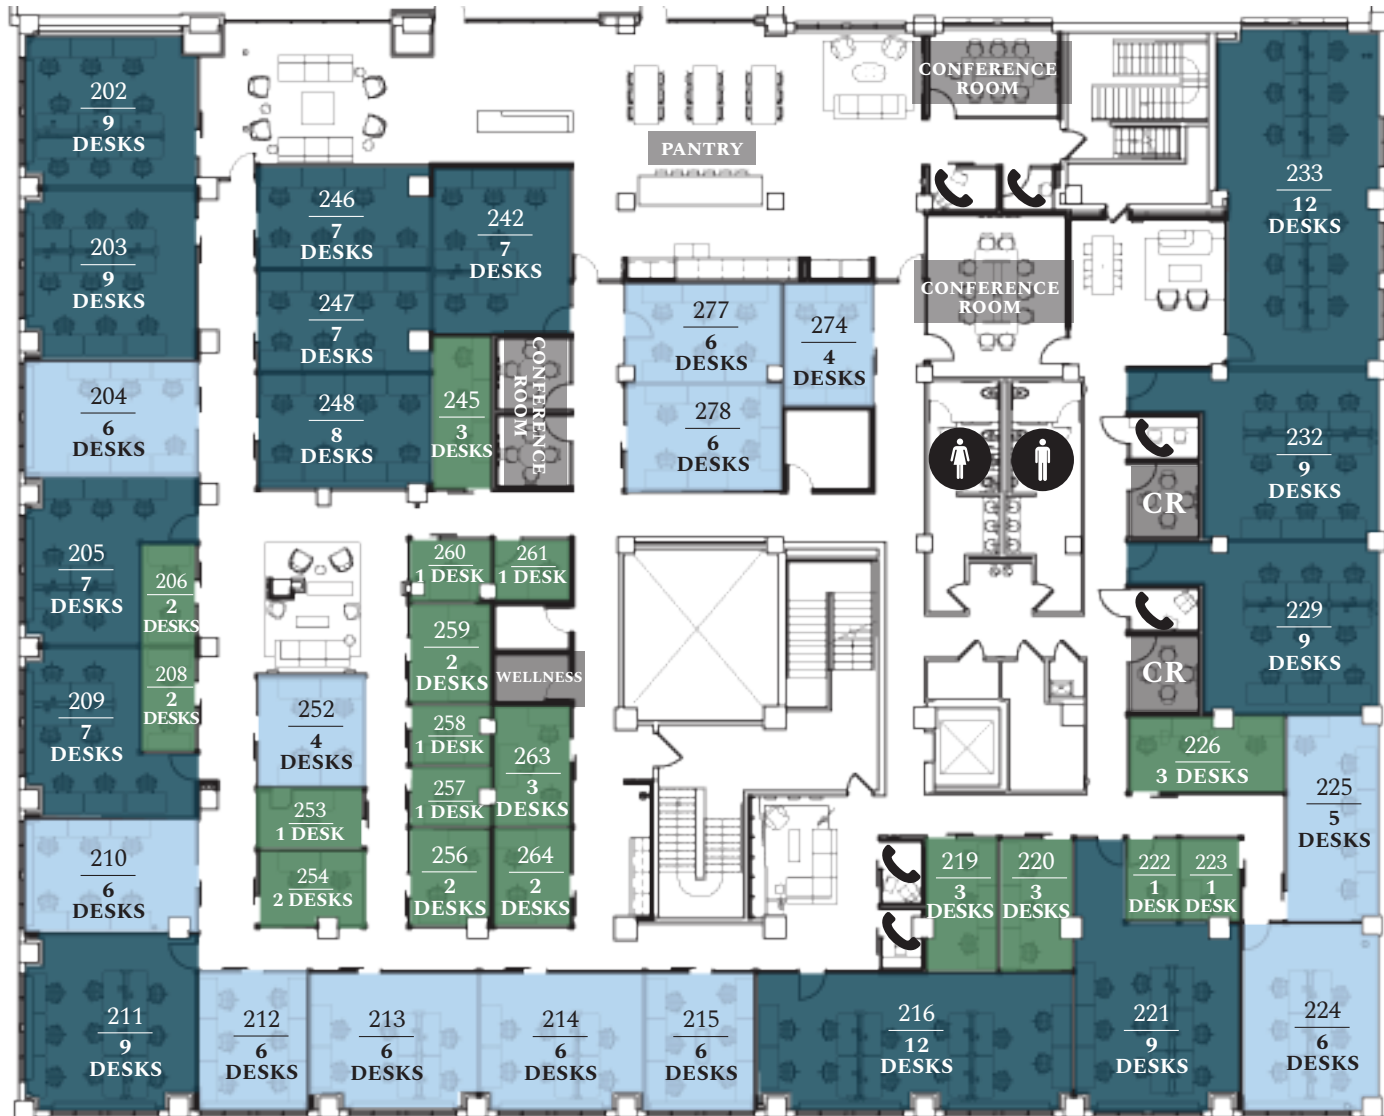 CONFERENCE
ROOM
202
9
DESKS
PANTRY
233
12
DESKS
246
7
DESKS
242
7
DESKS
203
9
DESKS
CONFERENCE
ROOM
247
7
DESKS
277
6
DESKS
274
4
DESKS
CONFERENCE
ROOM
204
6
DESKS
248
8
DESKS
245
3
DESKS
278
6
DESKS
232
9
DESKS
CR
205
7
DESKS
206
2
DESKS
260
1 DESK
261
1 DESK
259
2
DESKS
229
9
DESKS
WELLNESS
CR
208
2
DESKS
209
7
DESKS
252
4
DESKS
258
1 DESK
263
3
DESKS
226
3 DESKS
257
1 DESK
225
5
DESKS
253
1 DESK
254
2 DESKS
256
2
DESKS
264
2
DESKS
210
6
DESKS
219
3
DESKS
220
3
DESKS
222
1
DESK
223
1
DESK
211
9
DESKS
212
6
DESKS
213
6
DESKS
214
6
DESKS
215
6
DESKS
216
12
DESKS
221
9
DESKS
224
6
DESKS